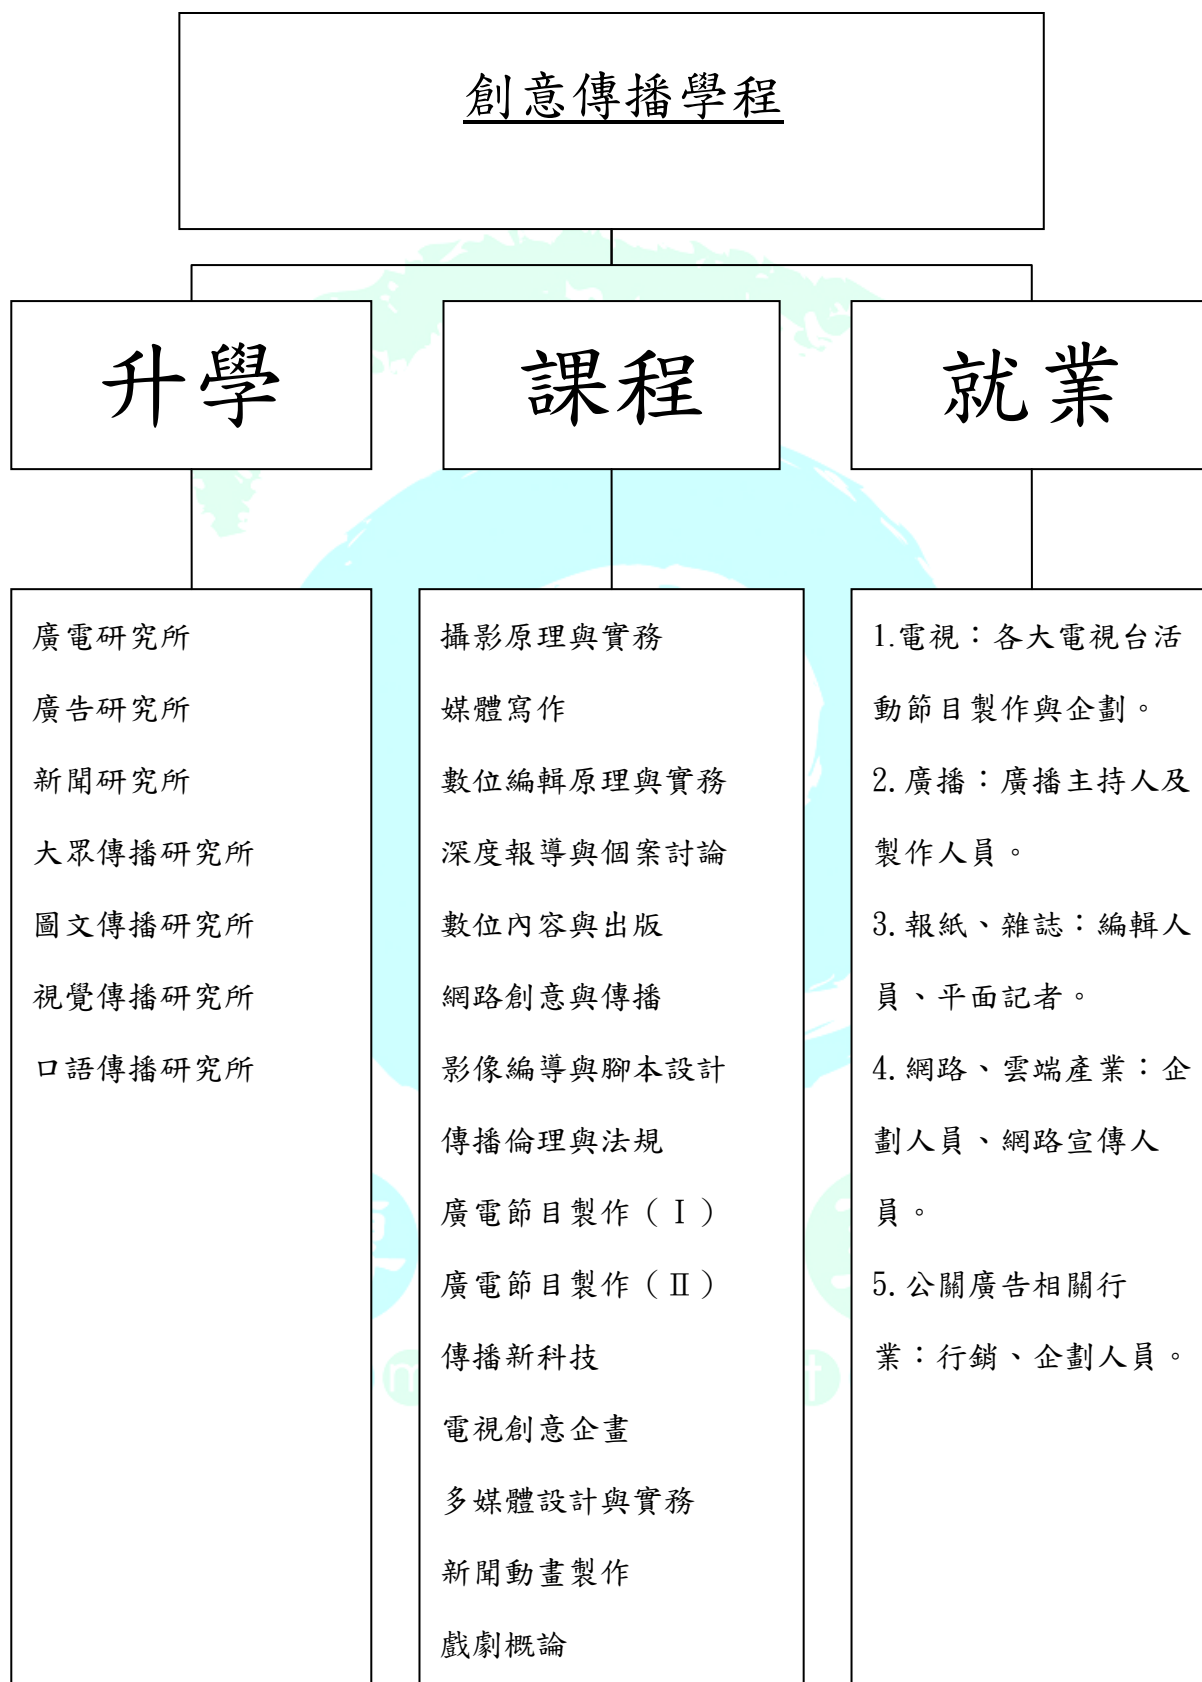 創意傳播學程
升學
課程
就業
廣電研究所
廣告研究所
新聞研究所
大眾傳播研究所
圖文傳播研究所
視覺傳播研究所
口語傳播研究所
攝影原理與實務
媒體寫作
數位編輯原理與實務
深度報導與個案討論
數位內容與出版
網路創意與傳播
影像編導與腳本設計
傳播倫理與法規
廣電節目製作（Ⅰ）
廣電節目製作（Ⅱ）
傳播新科技
電視創意企畫
多媒體設計與實務
新聞動畫製作
戲劇概論
1.電視：各大電視台活
動節目製作與企劃。
2.廣播：廣播主持人及
製作人員。
3.報紙、雜誌：編輯人
員、平面記者。
4.網路、雲端產業：企
劃人員、網路宣傳人
員。
5.公關廣告相關行
業：行銷、企劃人員。